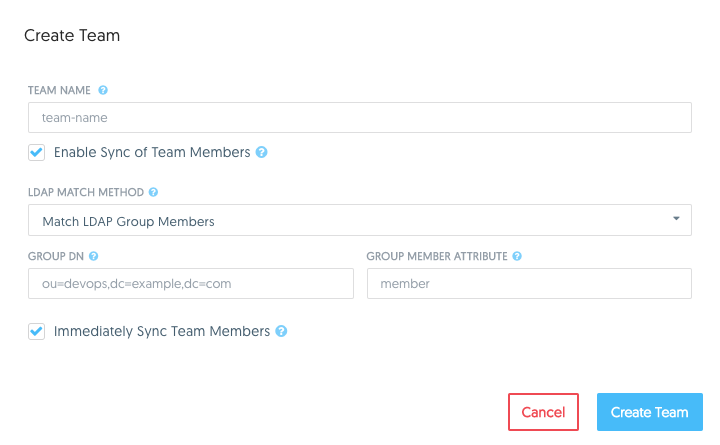 Create Team
TEAM NAME ?
team-name
Enable Sync of Team Members ?
LDAP MATCH METHOD ?
Match LDAP Group Members
GROUP DN ? GROUP MEMBER ATTRIBUTE ?
ou=devops,dc=example,dc=com member
Immediately Sync Team Members ?
Cancel Create Team